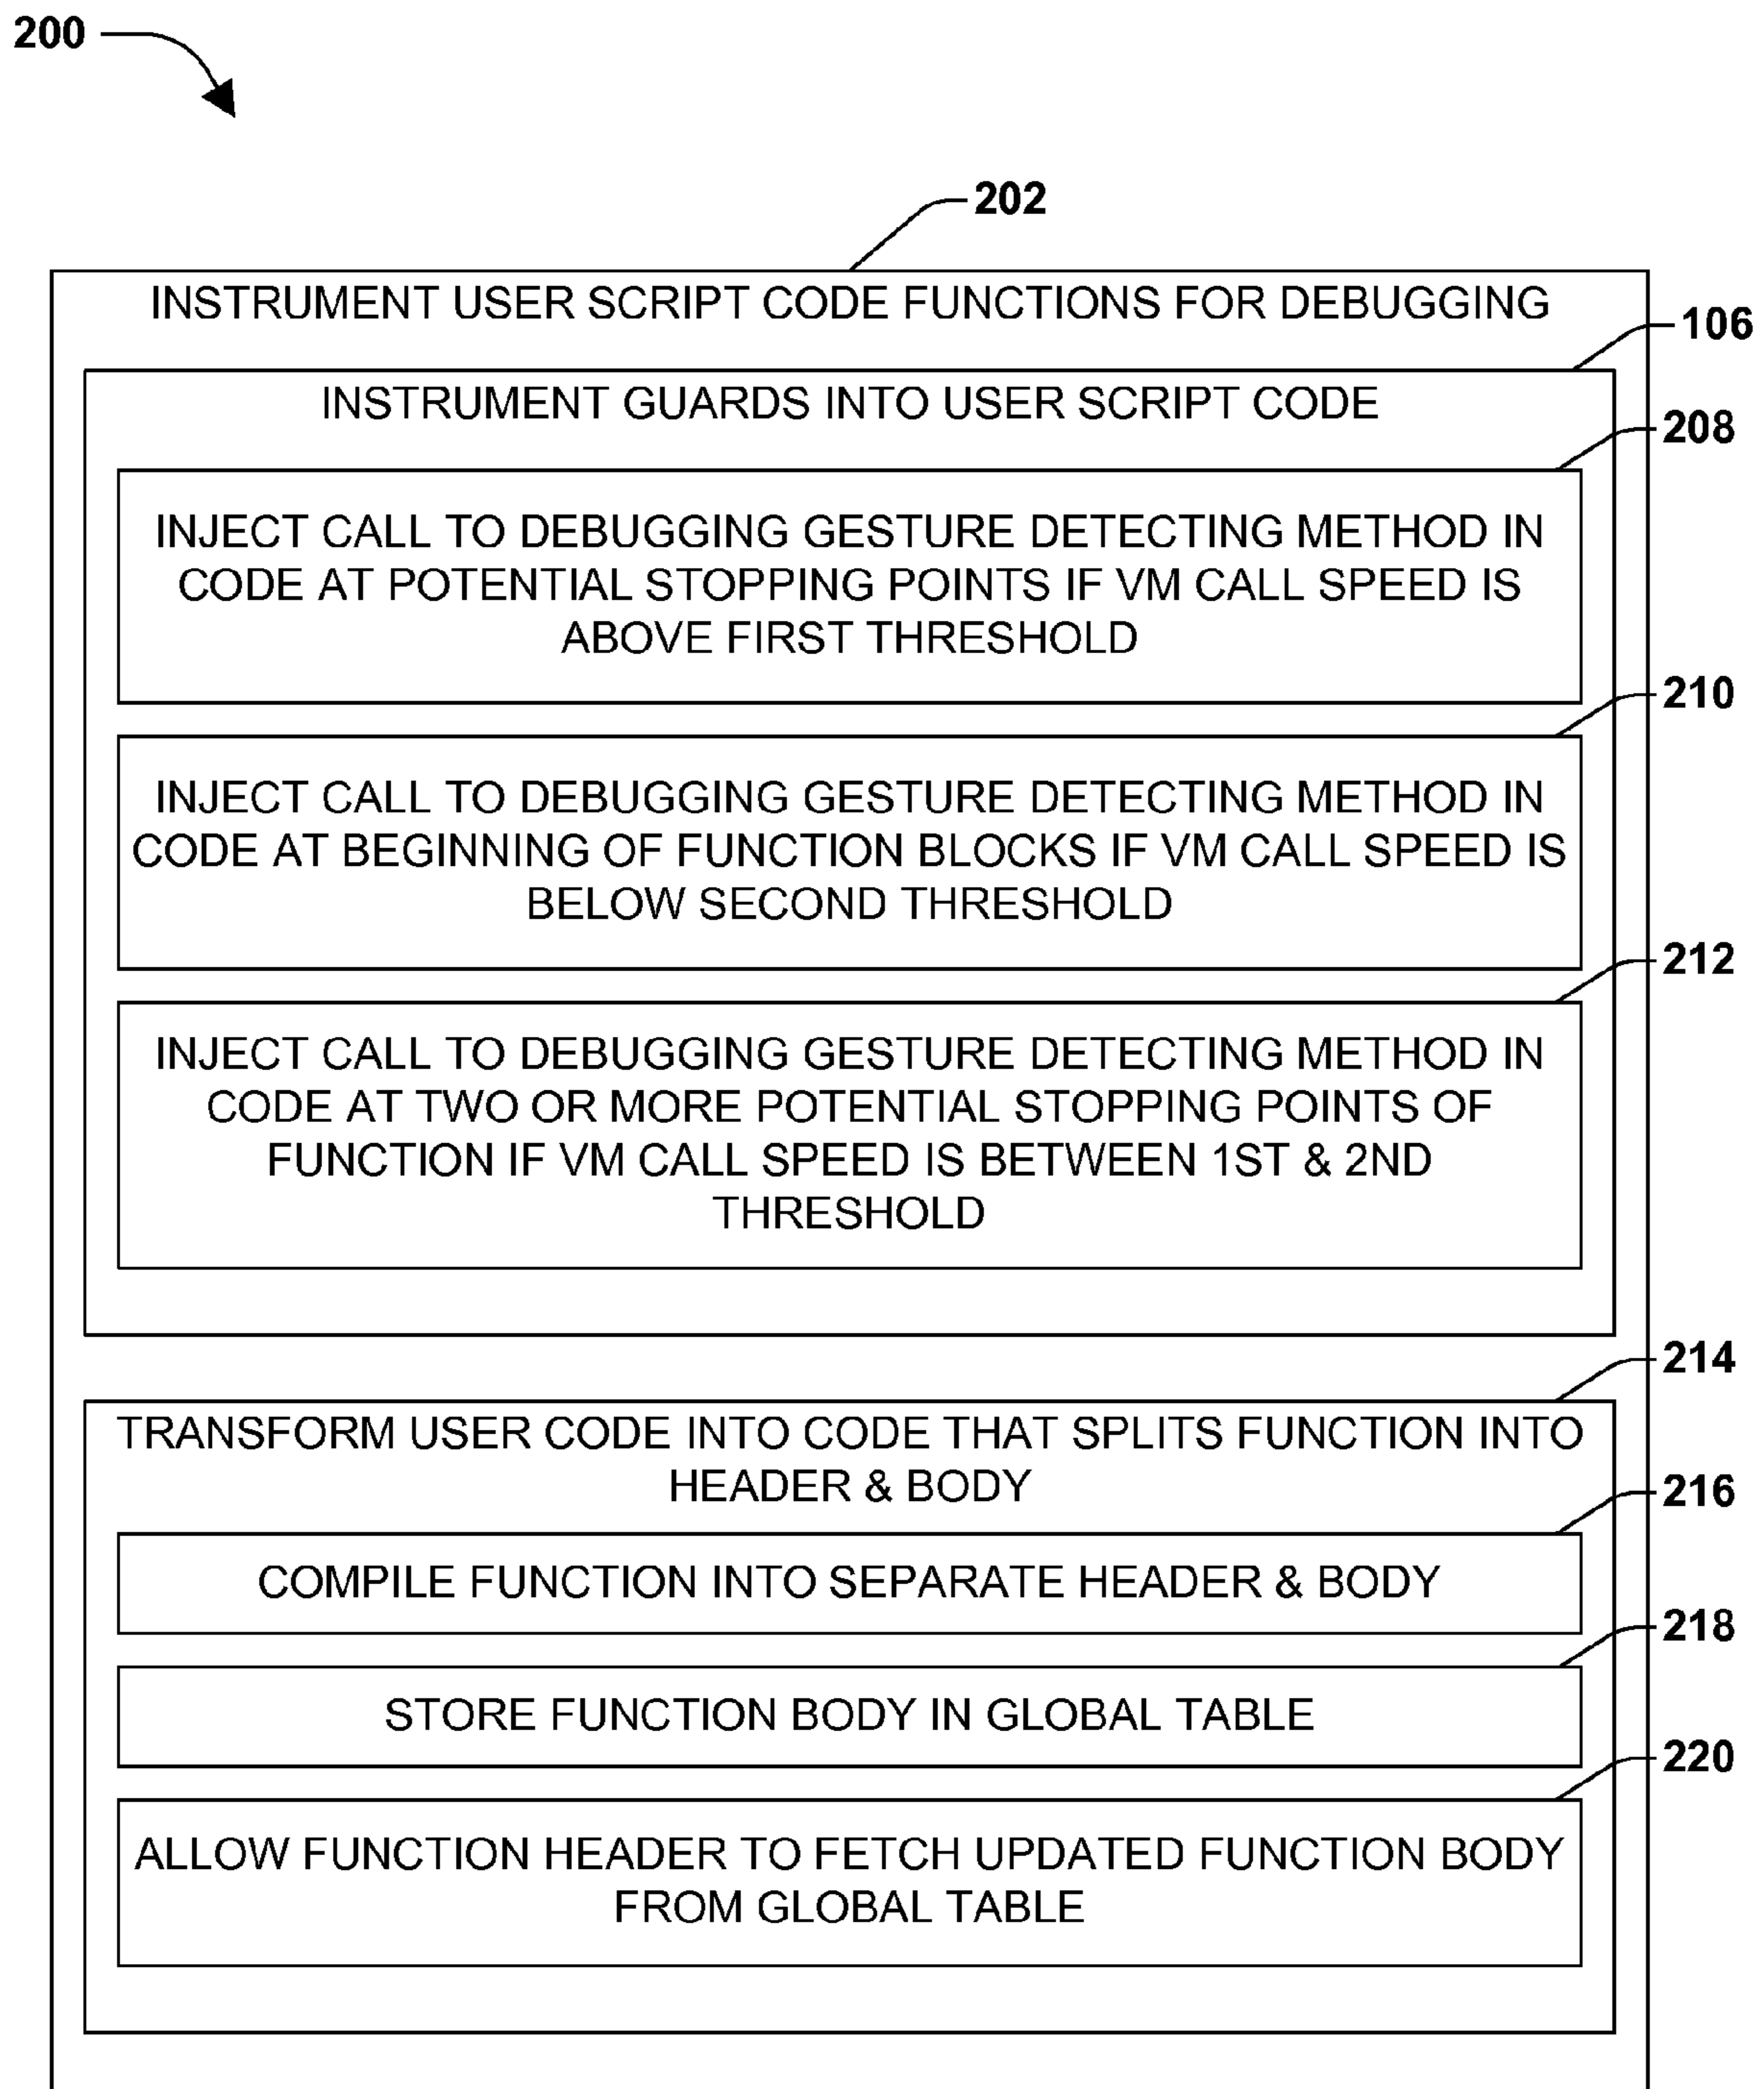 200
202
INSTRUMENT USER SCRIPT CODE FUNCTIONS FOR DEBUGGING
106
INSTRUMENT GUARDS INTO USER SCRIPT CODE
208
INJECT CALL TO DEBUGGING GESTURE DETECTING METHOD IN
CODE AT POTENTIAL STOPPING POINTS IF VM CALL SPEED IS
ABOVE FIRST THRESHOLD
210
INJECT CALL TO DEBUGGING GESTURE DETECTING METHOD IN
CODE AT BEGINNING OF FUNCTION BLOCKS IF VM CALL SPEED IS
BELOW SECOND THRESHOLD
212
INJECT CALL TO DEBUGGING GESTURE DETECTING METHOD IN
CODE AT TWO OR MORE POTENTIAL STOPPING POINTS OF
FUNCTION IF VM CALL SPEED IS BETWEEN 1ST & 2ND
THRESHOLD
214
TRANSFORM USER CODE INTO CODE THAT SPLITS FUNCTION INTO
HEADER & BODY
216
COMPILE FUNCTION INTO SEPARATE HEADER & BODY
218
STORE FUNCTION BODY IN GLOBAL TABLE
220
ALLOW FUNCTION HEADER TO FETCH UPDATED FUNCTION BODY
FROM GLOBAL TABLE